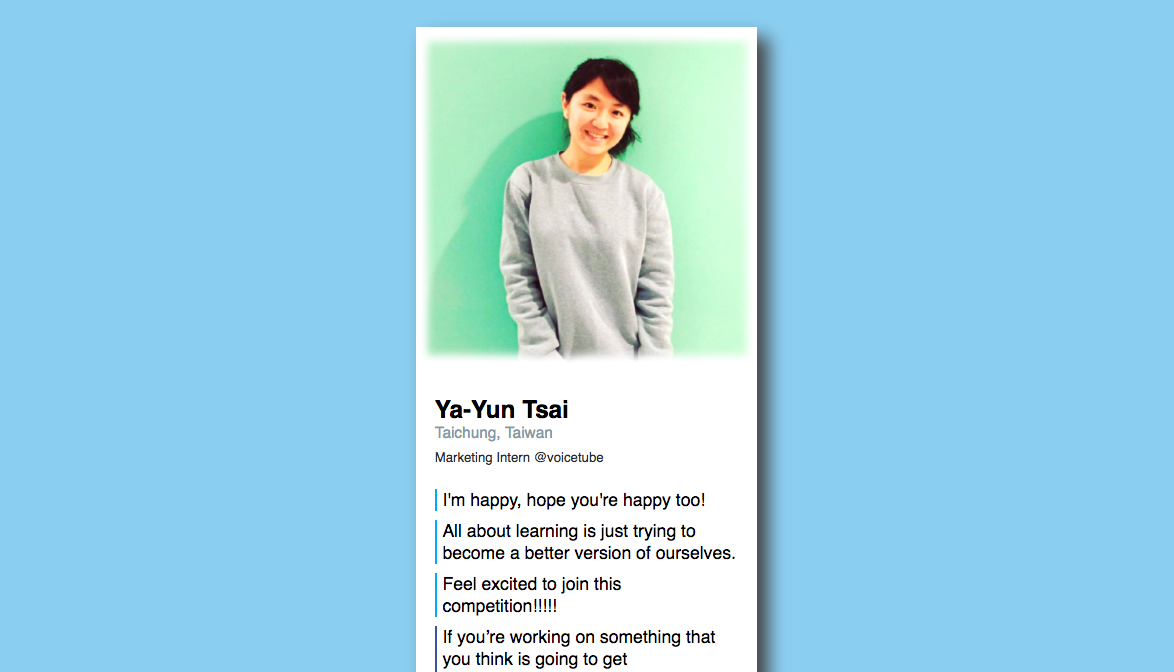 Ya-Yun Tsai
Taichung, Taiwan
Marketing Intern @voicetube
I'm happy, hope you're happy too!
All about learning is just trying to
become a better version of ourselves.
Feel excited to join this
competition!!!!!
If you’re working on something that
you think is going to get